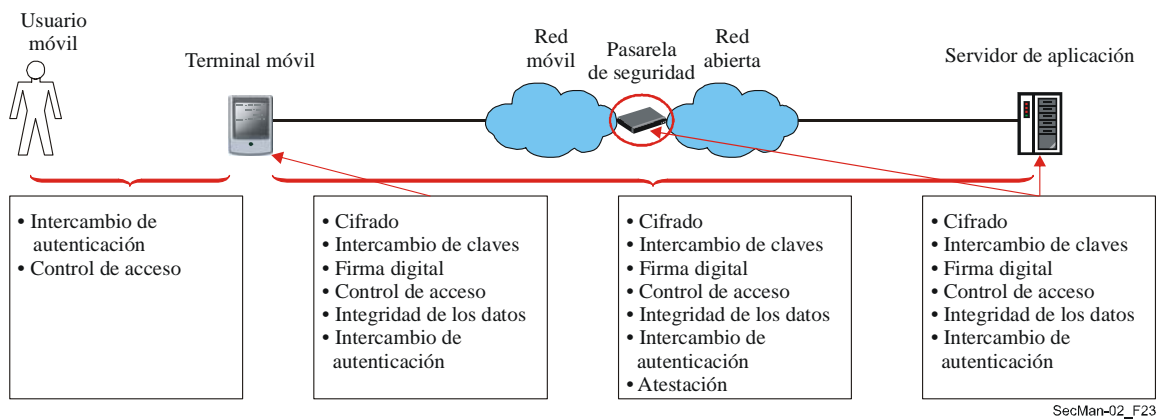 Usuario
móvil
Terminal móvil
Red
móvil
Pasarela
de seguridad
Red
abierta
Servidor de aplicación
• Intercambio de
autenticación
• Control de acceso
• Cifrado
• Intercambio de claves
• Firma digital
• Control de acceso
• Integridad de los datos
• Intercambio de
autenticación
• Cifrado
• Intercambio de claves
• Firma digital
• Control de acceso
• Integridad de los datos
• Intercambio de
autenticación
• Atestación
• Cifrado
• Intercambio de claves
• Firma digital
• Control de acceso
• Integridad de los datos
• Intercambio de
autenticación
SecMan-02_F23